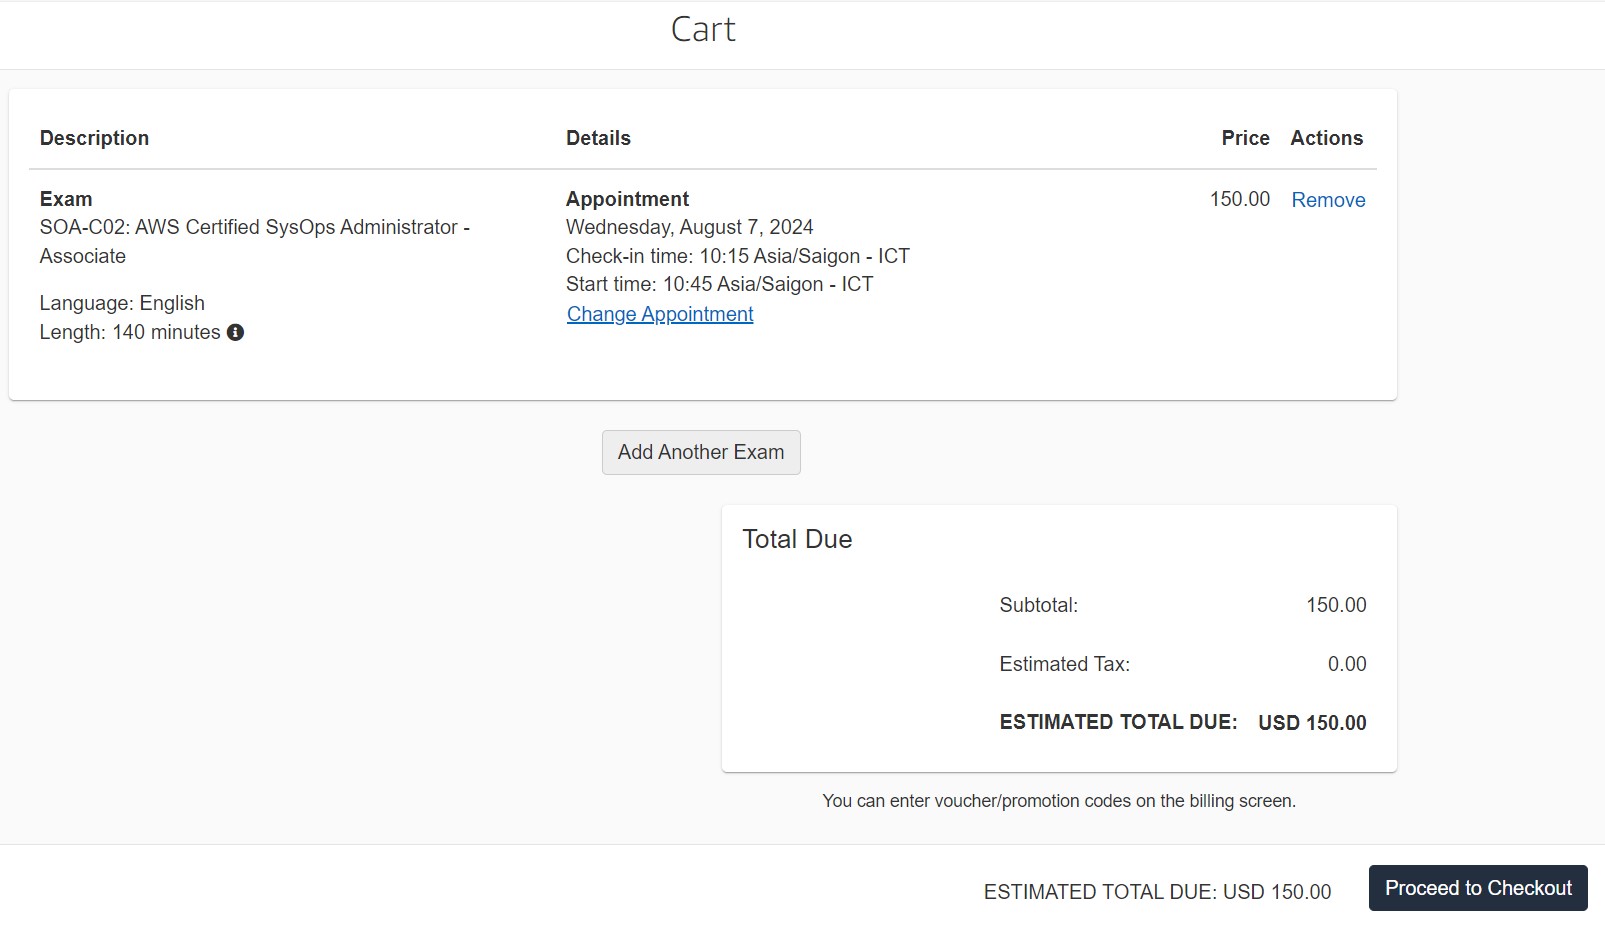 Cart
Description Details Price Actions
Exam
SOA-C02: AWS Certified SysOps Administrator -
Associate
Language: English
Length: 140 minutes
Appointment
Wednesday, August 7, 2024
Check-in time: 10:15 Asia/Saigon - ICT
Start time: 10:45 Asia/Saigon - ICT
Change Appointment
150.00 Remove
Add Another Exam
Total Due
Subtotal: 150.00
Estimated Tax: 0.00
ESTIMATED TOTAL DUE: USD 150.00
You can enter voucher/promotion codes on the billing screen.
ESTIMATED TOTAL DUE: USD 150.00
Proceed to Checkout